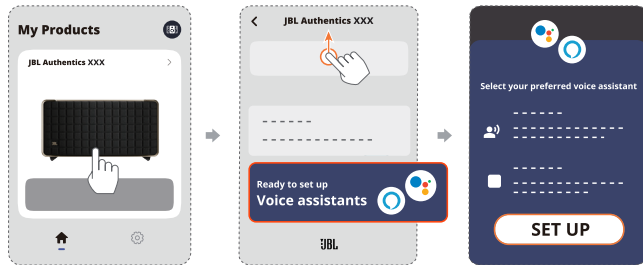 My Products
JBL Authentics XXX
JBL
JBL Authentics XXX
Ready to set up
Voice assistants
JBL
Select your preferred voice assistant
SET UP